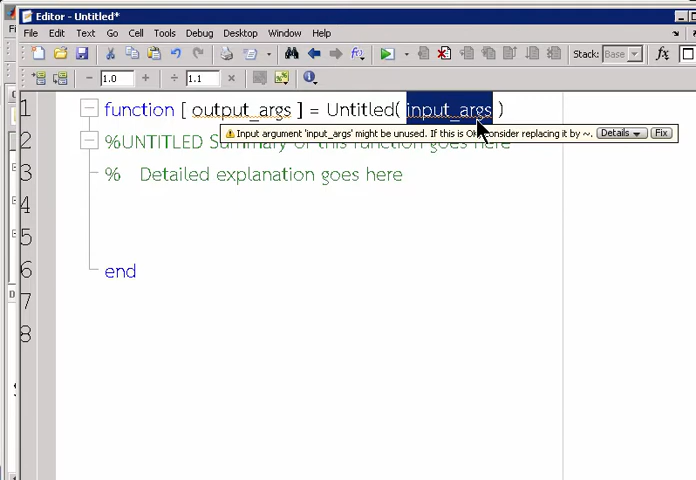 Editor - Untitled*
File Edit Text Go Cell Tools Debug Desktop Window Help
Stack: Base fx
1.0 + ÷ 1.1 ×
1 function [ output_args ] = Untitled( input_args )
Input argument 'input_args' might be unused. If this is OK, consider replacing it by ~. Details Fix
2 %UNTITLED Summary of this function goes here
3 % Detailed explanation goes here
4
5
6 end
7
8